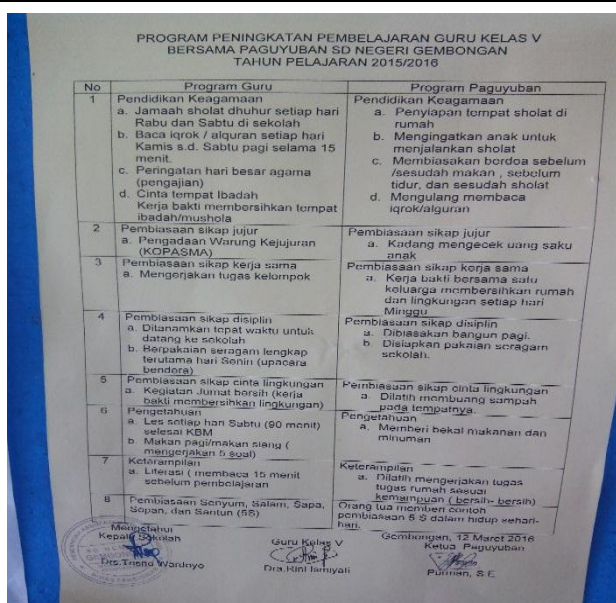 PROGRAM PENINGKATAN PEMBELAJARAN GURU KELAS V
BERSAMA PAGUYUBAN SD NEGERI GEMBONGAN
TAHUN PELAJARAN 2015/2016
No Program Guru Program Paguyuban
1 Pendidikan Keagamaan
a. Jamaah sholat dhuhur setiap hari
Rabu dan Sabtu di sekolah
b. Baca iqrok / alquran setiap hari
Kamis s.d. Sabtu pagi selama 15
menit.
c. Peringatan hari besar agama
(pengajian)
d. Cinta tempat Ibadah
Kerja bakti membersihkan tempat
ibadah/mushola
Pendidikan Keagamaan
a. Penyiapan tempat sholat di
rumah
b. Mengingatkan anak untuk
menjalankan sholat
c. Membiasakan berdoa sebelum
/sesudah makan , sebelum
tidur, dan sesudah sholat
d. Mengulang membaca
iqrok/alguran
2 Pembiasaan sikap jujur
a. Pengadaan Warung Kejujuran
(KOPASMA)
Pembiasaan sikap jujur
a. Kadang mengecek uang saku
anak
3 Pembiasaan sikap kerja sama
a. Mengerjakan tugas kelompok
Pembiasaan sikap kerja sama
a. Kerja bakti bersama satu
keluarga membersihkan rumah
dan lingkungan setiap hari
Minggu
4 Pembiasaan sikap disiplin
a. Ditanamkan tepat waktu untuk
datang ke sekolah
b. Berpakaian seragam lengkap
terutama hari Senin (upacara
bendera)
Pembiasaan sikap disiplin
a. Dibiasakan bangun pagi.
b. Disiapkan pakaian seragam
sekolah.
5 Pembiasaan sikap cinta lingkungan
a. Kegiatan Jumat bersih (kerja
bakti membersihkan lingkungan)
Pembiasaan sikap cinta lingkungan
a. Dilatih membuang sampah
pada tempatnya.
6 Pengetahuan
a. Les setiap hari Sabtu (90 menit)
selesai KBM
b. Makan pagi/makan siang (
mengerjakan 5 soal)
Pengetahuan
a. Memberi bekal makanan dan
minuman
7 Keterampilan
a. Literasi ( membaca 15 menit
sebelum pembelajaran
Keterampilan
a. Dilatih mengerjakan tugas
tugas rumah sesuai
kemampuan ( bersih- bersih)
8 Pembiasaan Senyum, Salam, Sapa,
Sopan, dan Santun (5S)
Orang tua memberi contoh
pembiasaan 5 S dalam hidup sehari-
hari.
Mengetahui
Kepala Sekolah
Guru Kelas V
Gembongan, 12 Maret 2016
Ketua Paguyuban
Drs.Trisno Wardoyo
Dra.Rini Ismiyati
Purman, S.E